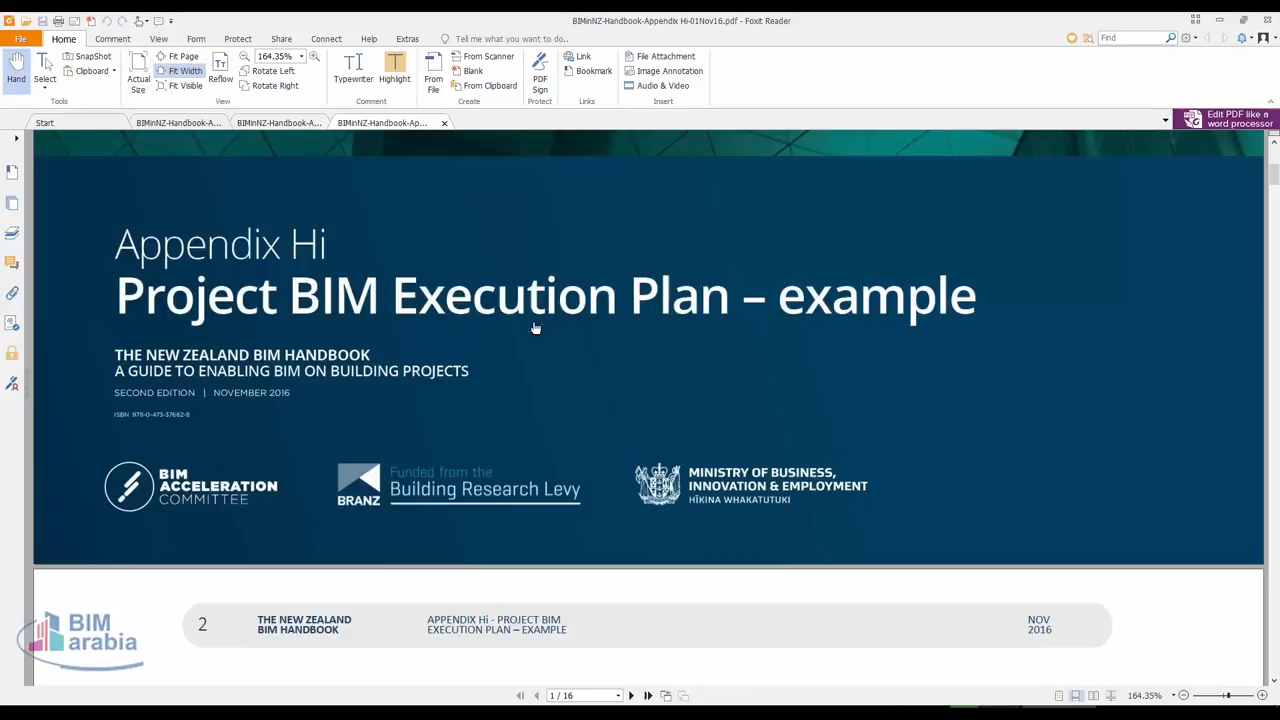 BIMinNZ-Handbook-Appendix Hi-01Nov16.pdf - Foxit Reader
File Home Comment View Form Protect Share Connect Help Extras Tell me what you want to do.. Find
Hand
Select
SnapShot
Clipboard
Tools
Actual
Size
Fit Page
Fit Width
Fit Visible
Reflow
164.35%
Rotate Left
Rotate Right
View
Typewriter
Highlight
Comment
From
File
From Scanner
Blank
From Clipboard
Create
PDF
Sign
Protect
Link
Bookmark
Links
File Attachment
Image Annotation
Audio & Video
Insert
Start BIMinNZ-Handbook-A... BIMinNZ-Handbook-A... BIMinNZ-Handbook-Ap...
Edit PDF like a
word processor
Appendix Hi
Project BIM Execution Plan – example
THE NEW ZEALAND BIM HANDBOOK
A GUIDE TO ENABLING BIM ON BUILDING PROJECTS
SECOND EDITION | NOVEMBER 2016
ISBN 978-0-473-37662-8
BIM
ACCELERATION
COMMITTEE
BRANZ
Funded from the
Building Research Levy
MINISTRY OF BUSINESS,
INNOVATION & EMPLOYMENT
HĪKINA WHAKATUTUKI
2
THE NEW ZEALAND
BIM HANDBOOK
APPENDIX Hi - PROJECT BIM
EXECUTION PLAN – EXAMPLE
NOV
2016
BIM
arabia
1 / 16
164.35%